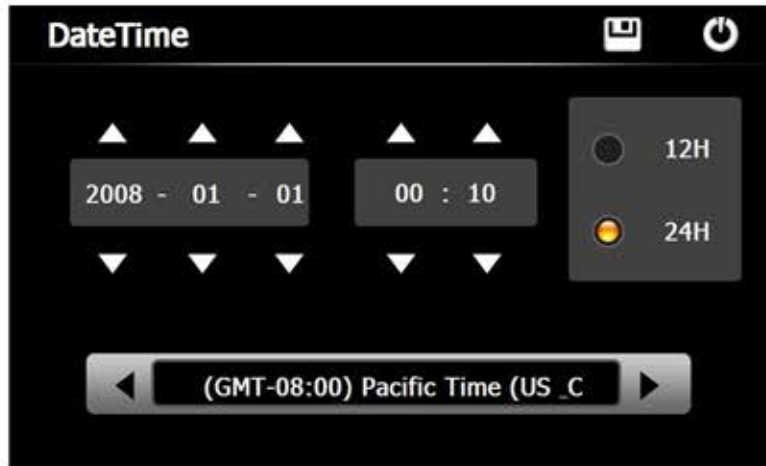 DateTime
2008 - 01 - 01 00 : 10
12H
24H
(GMT-08:00) Pacific Time (US _C